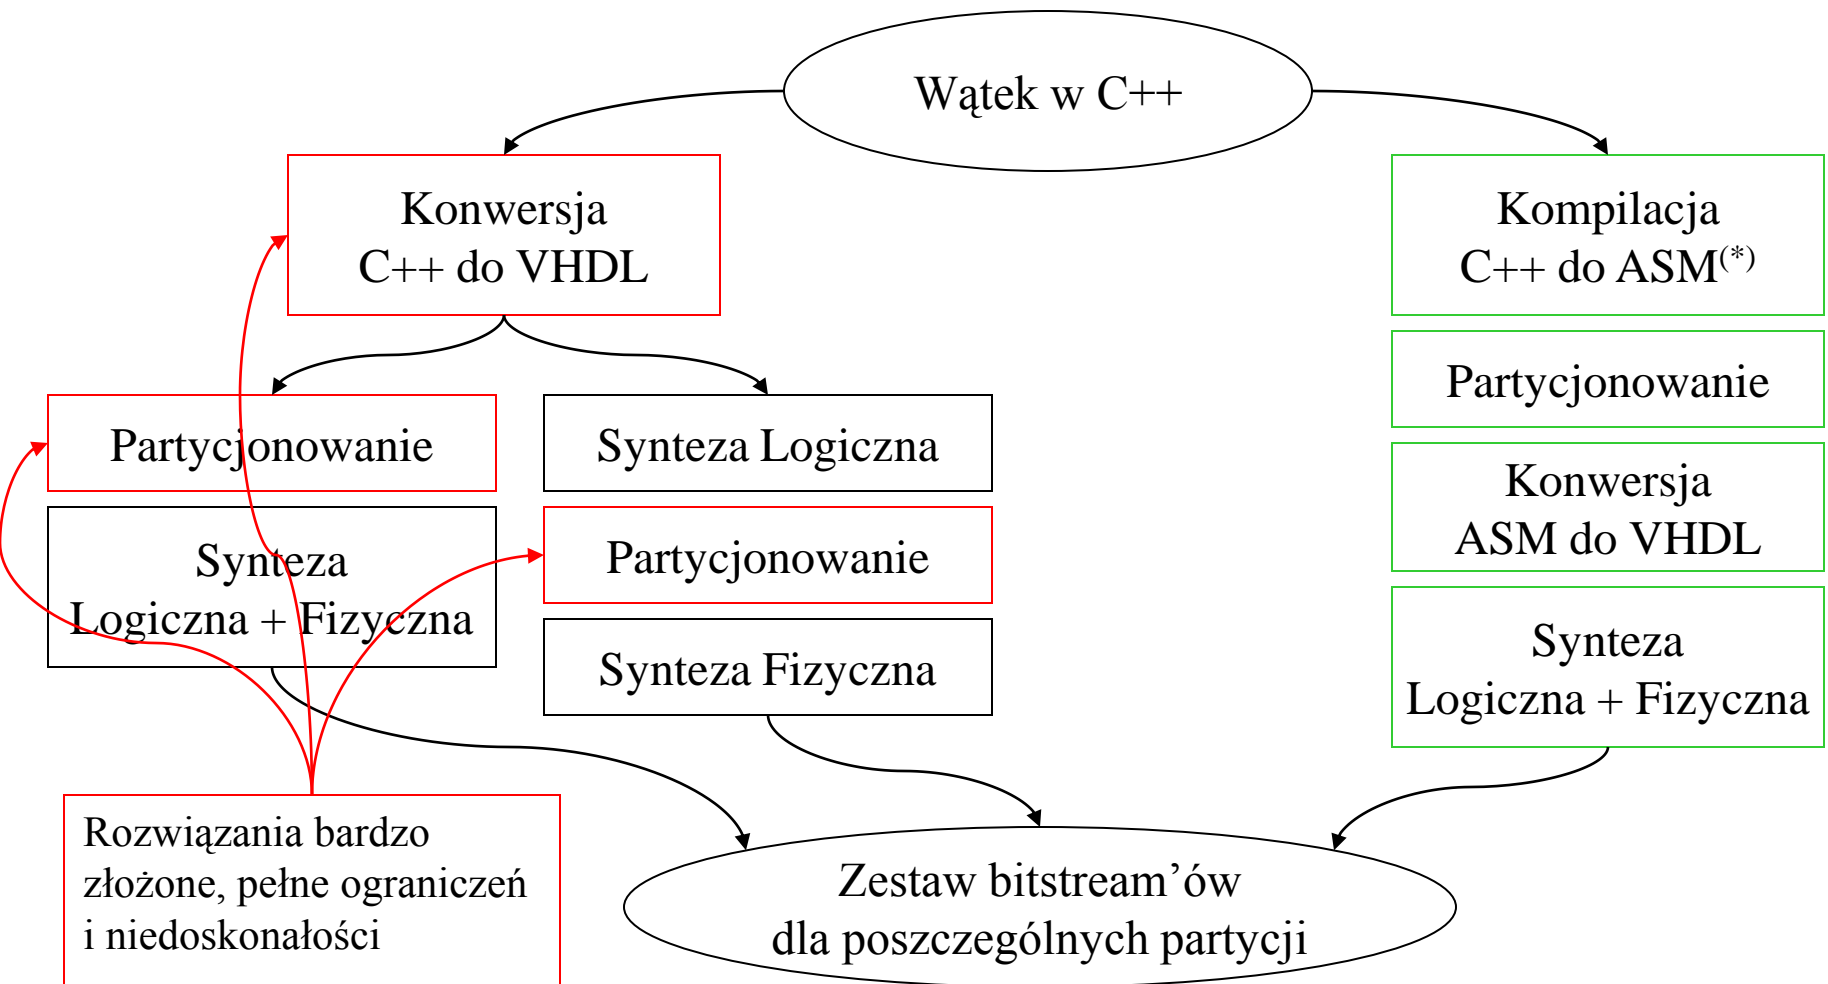 Wątek w C++
Konwersja
C++ do VHDL
Kompilacja
C++ do ASM(*)
Partycjonowanie
Synteza Logiczna
Partycjonowanie
Synteza
Logiczna + Fizyczna
Partycjonowanie
Synteza Fizyczna
Konwersja
ASM do VHDL
Synteza
Logiczna + Fizyczna
Rozwiązania bardzo
złożone, pełne ograniczeń
i niedoskonałości
Zestaw bitstream’ów
dla poszczególnych partycji